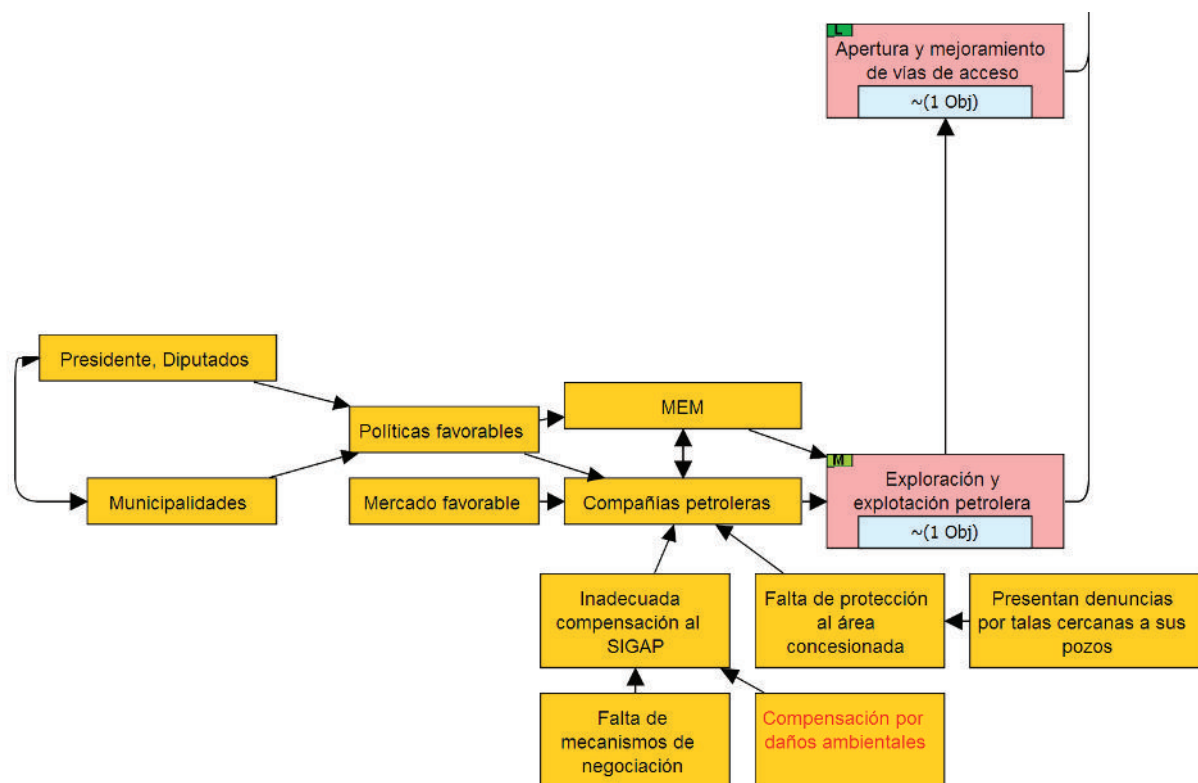 L
Apertura y mejoramiento
de vías de acceso
~(1 Obj)
Presidente, Diputados
MEM
Políticas favorables
M
Exploración y
explotación petrolera
~(1 Obj)
Municipalidades
Mercado favorable
Compañías petroleras
Inadecuada
compensación al
SIGAP
Falta de protección
al área
concesionada
Presentan denuncias
por talas cercanas a sus
pozos
Falta de
mecanismos de
negociación
Compensación por
daños ambientales